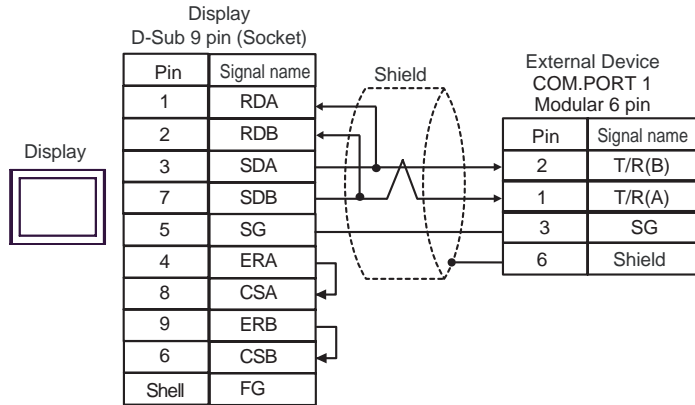 Display
D-Sub 9 pin (Socket)
Pin Signal name
1 RDA
2 RDB
3 SDA
7 SDB
5 SG
4 ERA
8 CSA
9 ERB
6 CSB
Shell FG
Display
Shield
External Device
COM.PORT 1
Modular 6 pin
Pin Signal name
2 T/R(B)
1 T/R(A)
3 SG
6 Shield